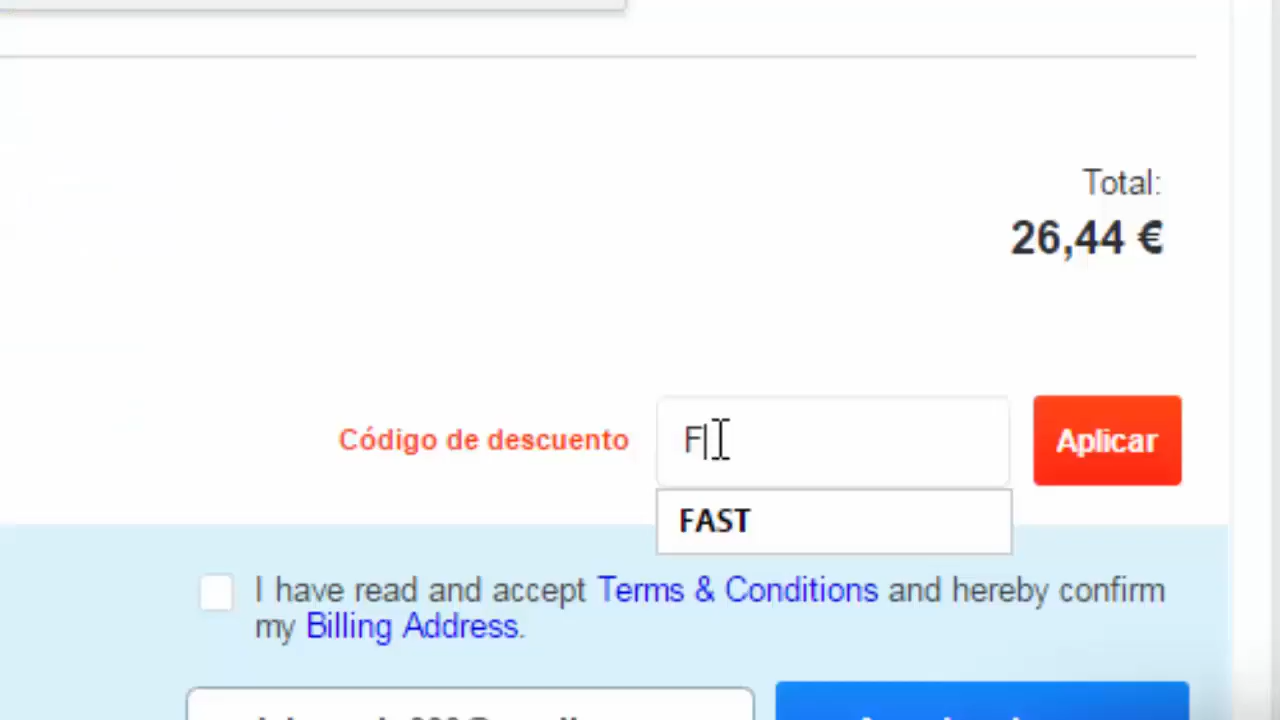 Total:
26,44 €
Código de descuento
F
Aplicar
FAST
I have read and accept Terms & Conditions and hereby confirm
my Billing Address.